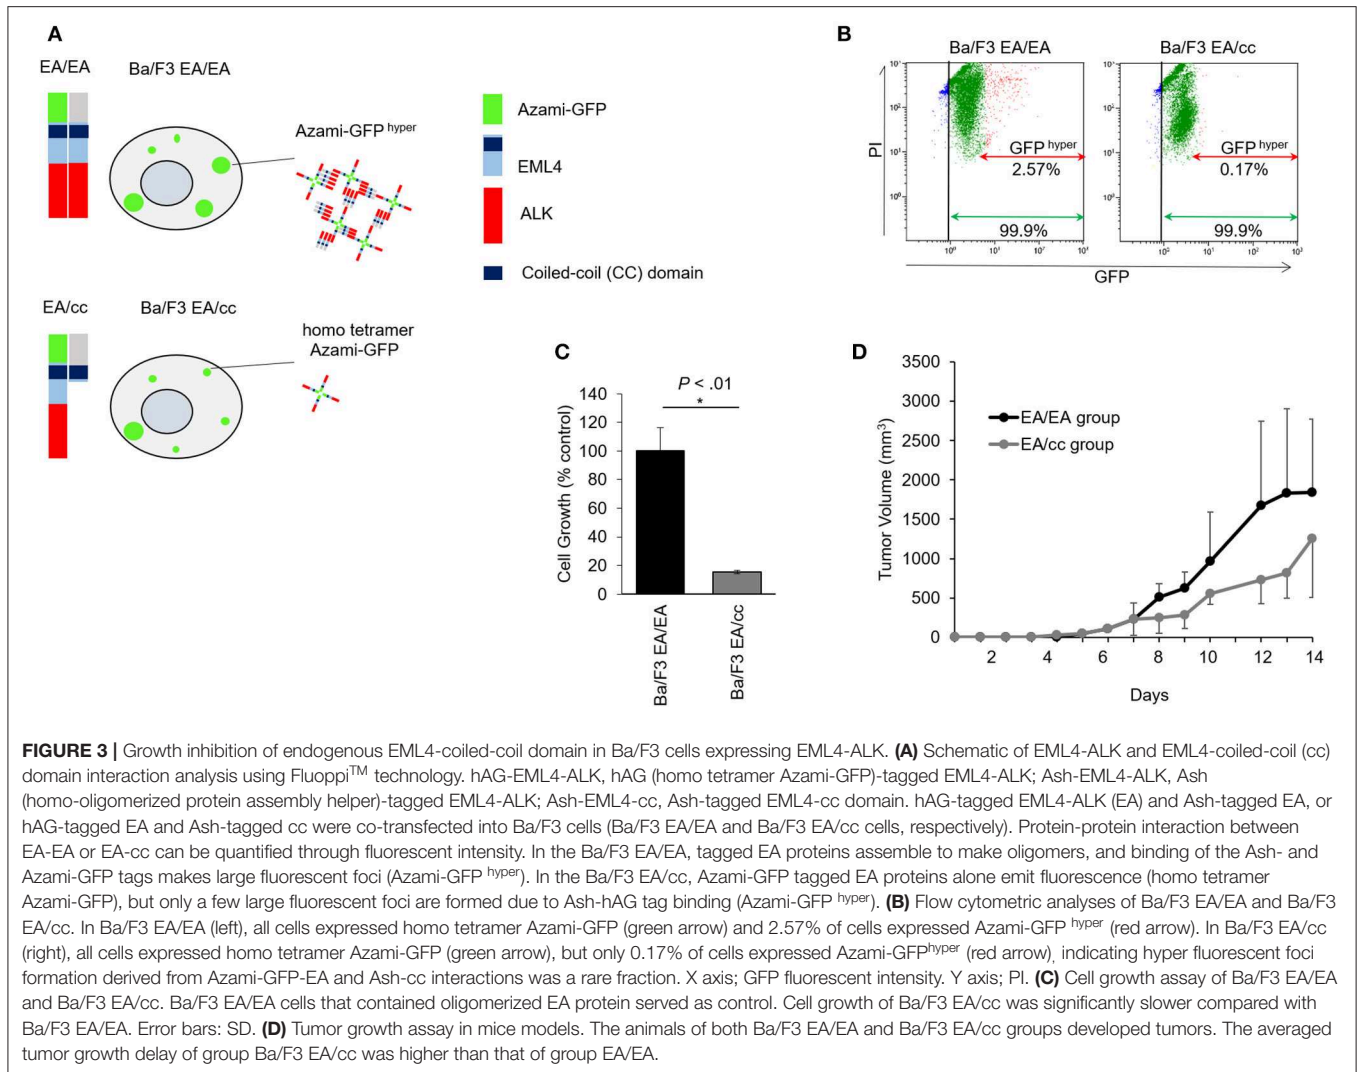 A
EA/EA
Ba/F3 EA/EA
Azami-GFP hyper
Azami-GFP
EML4
ALK
Coiled-coil (CC) domain
EA/cc
Ba/F3 EA/cc
homo tetramer
Azami-GFP
B
Ba/F3 EA/EA
Ba/F3 EA/cc
PI
GFP hyper
2.57%
99.9%
GFP hyper
0.17%
99.9%
GFP
C
P < .01
*
Cell Growth (% control)
140
120
100
80
60
40
20
0
Ba/F3 EA/EA
Ba/F3 EA/cc
D
Tumor Volume (mm3)
3500
3000
2500
2000
1500
1000
500
0
EA/EA group
EA/cc group
2 4 6 8 10 12 14
Days
FIGURE 3 | Growth inhibition of endogenous EML4-coiled-coil domain in Ba/F3 cells expressing EML4-ALK. (A) Schematic of EML4-ALK and EML4-coiled-coil (cc)
domain interaction analysis using Fluoppi™ technology. hAG-EML4-ALK, hAG (homo tetramer Azami-GFP)-tagged EML4-ALK; Ash-EML4-ALK, Ash
(homo-oligomerized protein assembly helper)-tagged EML4-ALK; Ash-EML4-cc, Ash-tagged EML4-cc domain. hAG-tagged EML4-ALK (EA) and Ash-tagged EA, or
hAG-tagged EA and Ash-tagged cc were co-transfected into Ba/F3 cells (Ba/F3 EA/EA and Ba/F3 EA/cc cells, respectively). Protein-protein interaction between
EA-EA or EA-cc can be quantified through fluorescent intensity. In the Ba/F3 EA/EA, tagged EA proteins assemble to make oligomers, and binding of the Ash- and
Azami-GFP tags makes large fluorescent foci (Azami-GFP hyper). In the Ba/F3 EA/cc, Azami-GFP tagged EA proteins alone emit fluorescence (homo tetramer
Azami-GFP), but only a few large fluorescent foci are formed due to Ash-hAG tag binding (Azami-GFP hyper). (B) Flow cytometric analyses of Ba/F3 EA/EA and Ba/F3
EA/cc. In Ba/F3 EA/EA (left), all cells expressed homo tetramer Azami-GFP (green arrow) and 2.57% of cells expressed Azami-GFP hyper (red arrow). In Ba/F3 EA/cc
(right), all cells expressed homo tetramer Azami-GFP (green arrow), but only 0.17% of cells expressed Azami-GFPhyper (red arrow), indicating hyper fluorescent foci
formation derived from Azami-GFP-EA and Ash-cc interactions was a rare fraction. X axis; GFP fluorescent intensity. Y axis; PI. (C) Cell growth assay of Ba/F3 EA/EA
and Ba/F3 EA/cc. Ba/F3 EA/EA cells that contained oligomerized EA protein served as control. Cell growth of Ba/F3 EA/cc was significantly slower compared with
Ba/F3 EA/EA. Error bars: SD. (D) Tumor growth assay in mice models. The animals of both Ba/F3 EA/EA and Ba/F3 EA/cc groups developed tumors. The averaged
tumor growth delay of group Ba/F3 EA/cc was higher than that of group EA/EA.